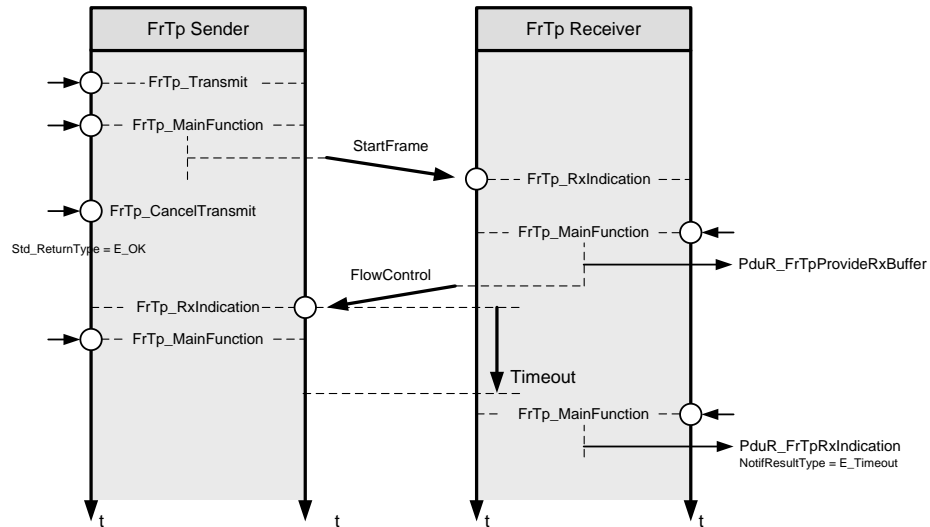 FrTp Sender
FrTp Receiver
FrTp_Transmit
FrTp_MainFunction
StartFrame
FrTp_RxIndication
FrTp_CancelTransmit
FrTp_MainFunction
Std_ReturnType = E_OK
PduR_FrTpProvideRxBuffer
FlowControl
FrTp_RxIndication
FrTp_MainFunction
Timeout
FrTp_MainFunction
PduR_FrTpRxIndication
NotifResultType = E_Timeout
t
t
t
t